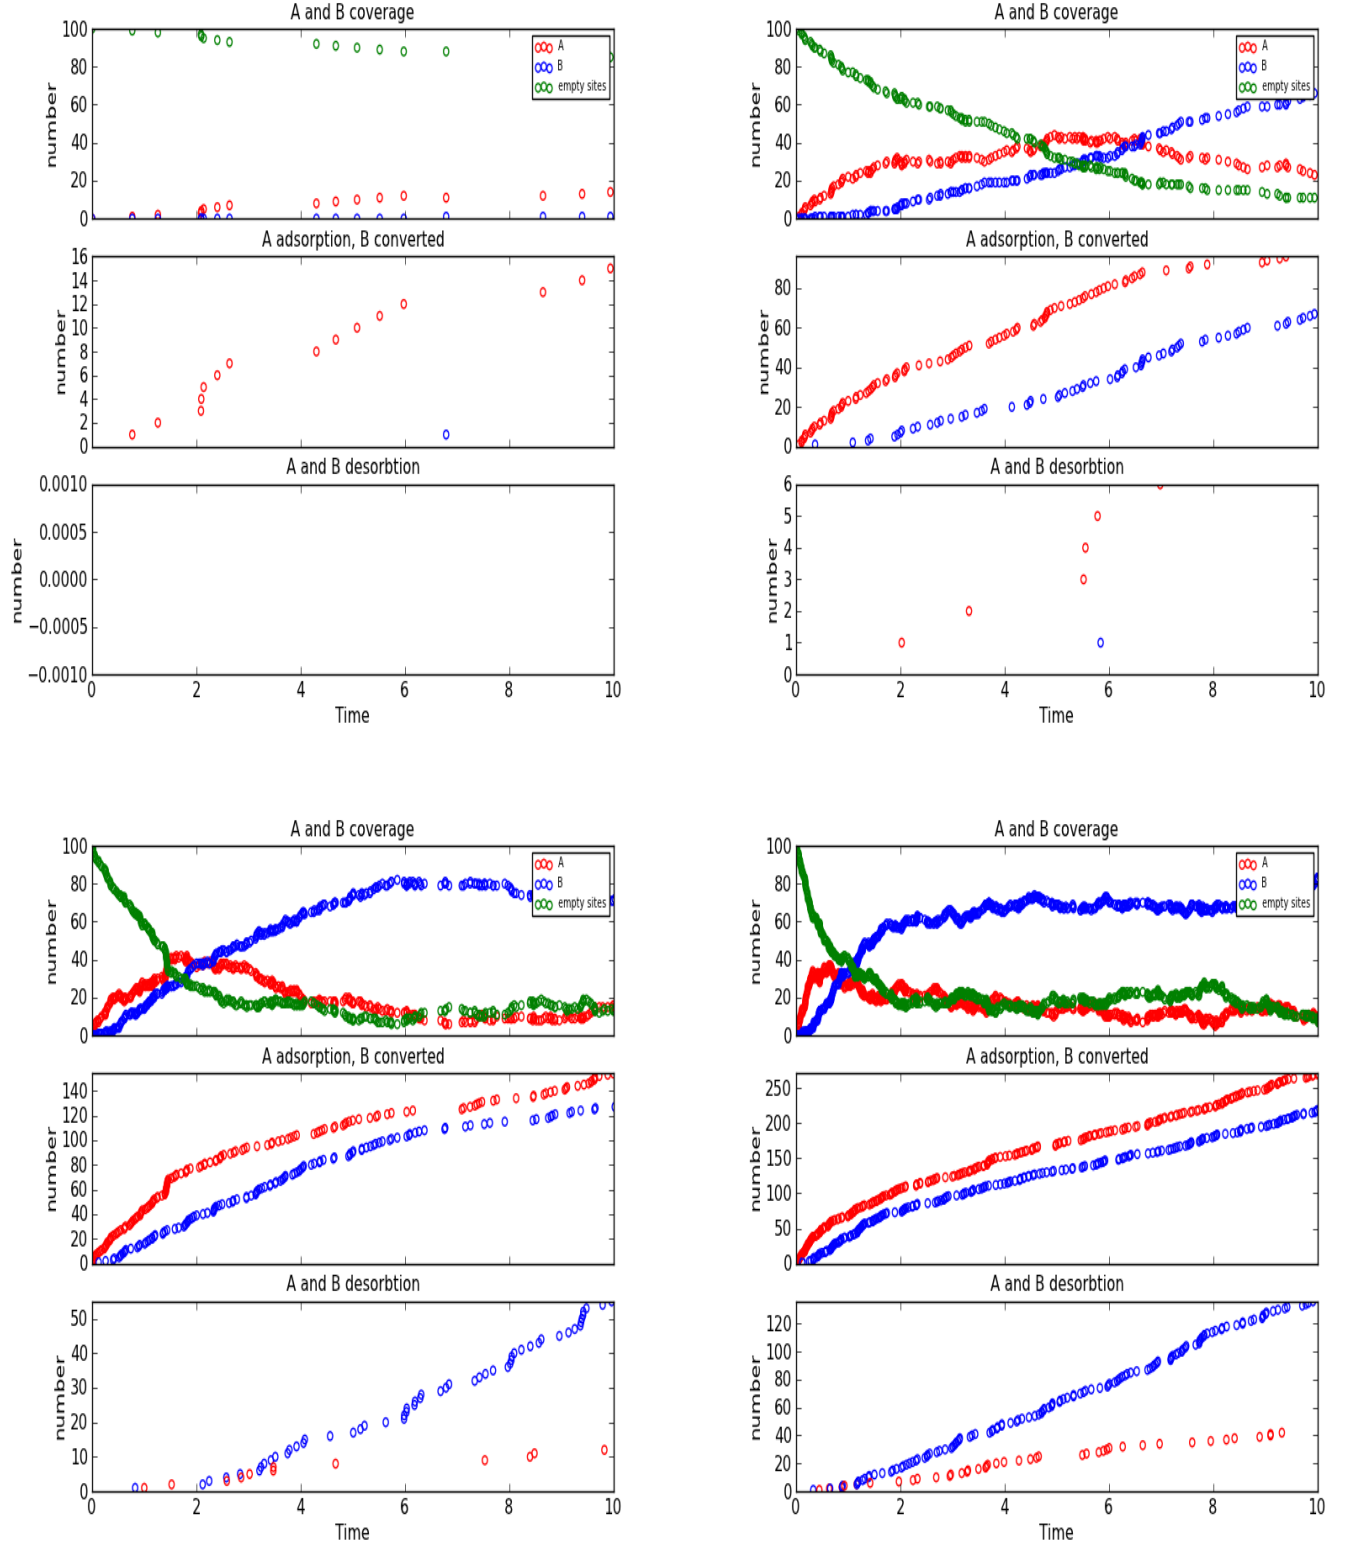 A and B coverage
100
80
60
40
20
0
number
A
B
empty sites
A adsorption, B converted
16
14
12
10
8
6
4
2
0
number
A and B desorbtion
0.0010
0.0005
0.0000
−0.0005
−0.0010
number
0 2 4 6 8 10
Time
A and B coverage
100
80
60
40
20
0
number
A
B
empty sites
A adsorption, B converted
80
60
40
20
0
number
A and B desorbtion
6
5
4
3
2
1
0
number
0 2 4 6 8 10
Time
A and B coverage
100
80
60
40
20
0
number
A
B
empty sites
A adsorption, B converted
140
120
100
80
60
40
20
0
number
A and B desorbtion
50
40
30
20
10
0
number
0 2 4 6 8 10
Time
A and B coverage
100
80
60
40
20
0
number
A
B
empty sites
A adsorption, B converted
250
200
150
100
50
0
number
A and B desorbtion
120
100
80
60
40
20
0
number
0 2 4 6 8 10
Time